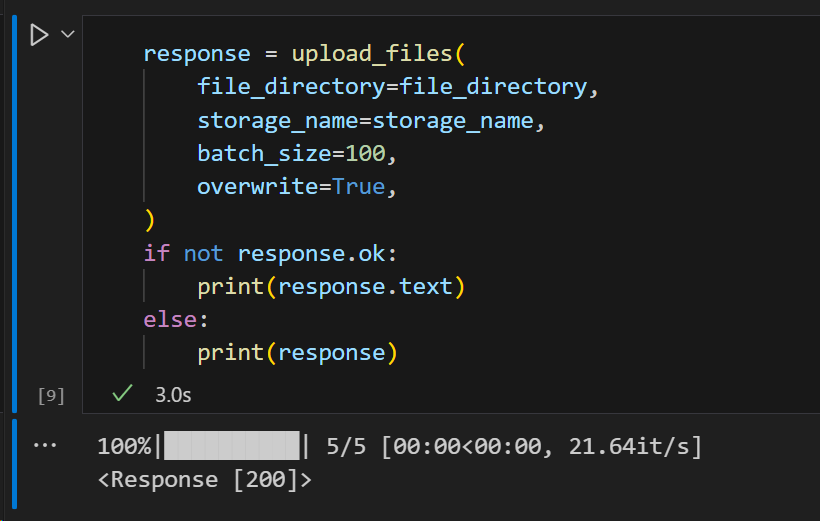 response = upload_files(
    file_directory=file_directory,
    storage_name=storage_name,
    batch_size=100,
    overwrite=True,
)
if not response.ok:
    print(response.text)
else:
    print(response)
[9] 3.0s
100%|██████████| 5/5 [00:00<00:00, 21.64it/s]
<Response [200]>